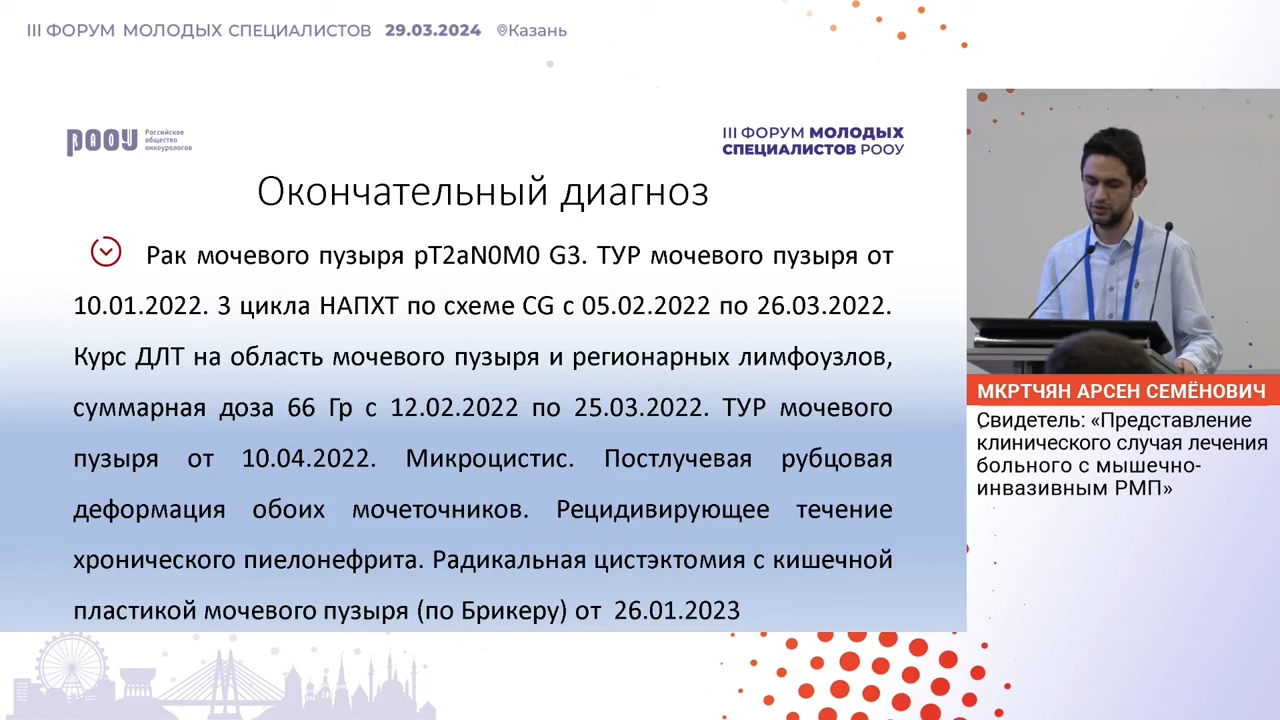 III ФОРУМ МОЛОДЫХ СПЕЦИАЛИСТОВ 29.03.2024 Казань
РООУ Российское
общество
онкоурологов
III ФОРУМ МОЛОДЫХ
СПЕЦИАЛИСТОВ РООУ
Окончательный диагноз
Рак мочевого пузыря pT2aN0M0 G3. ТУР мочевого пузыря от
10.01.2022. 3 цикла НАПХТ по схеме CG с 05.02.2022 по 26.03.2022.
Курс ДЛТ на область мочевого пузыря и регионарных лимфоузлов,
суммарная доза 66 Гр с 12.02.2022 по 25.03.2022. ТУР мочевого
пузыря от 10.04.2022. Микроцистис. Постлучевая рубцовая
деформация обоих мочеточников. Рецидивирующее течение
хронического пиелонефрита. Радикальная цистэктомия с кишечной
пластикой мочевого пузыря (по Брикеру) от 26.01.2023
МКРТЧЯН АРСЕН СЕМЁНОВИЧ
Свидетель: «Представление
клинического случая лечения
больного с мышечно-
инвазивным РМП»